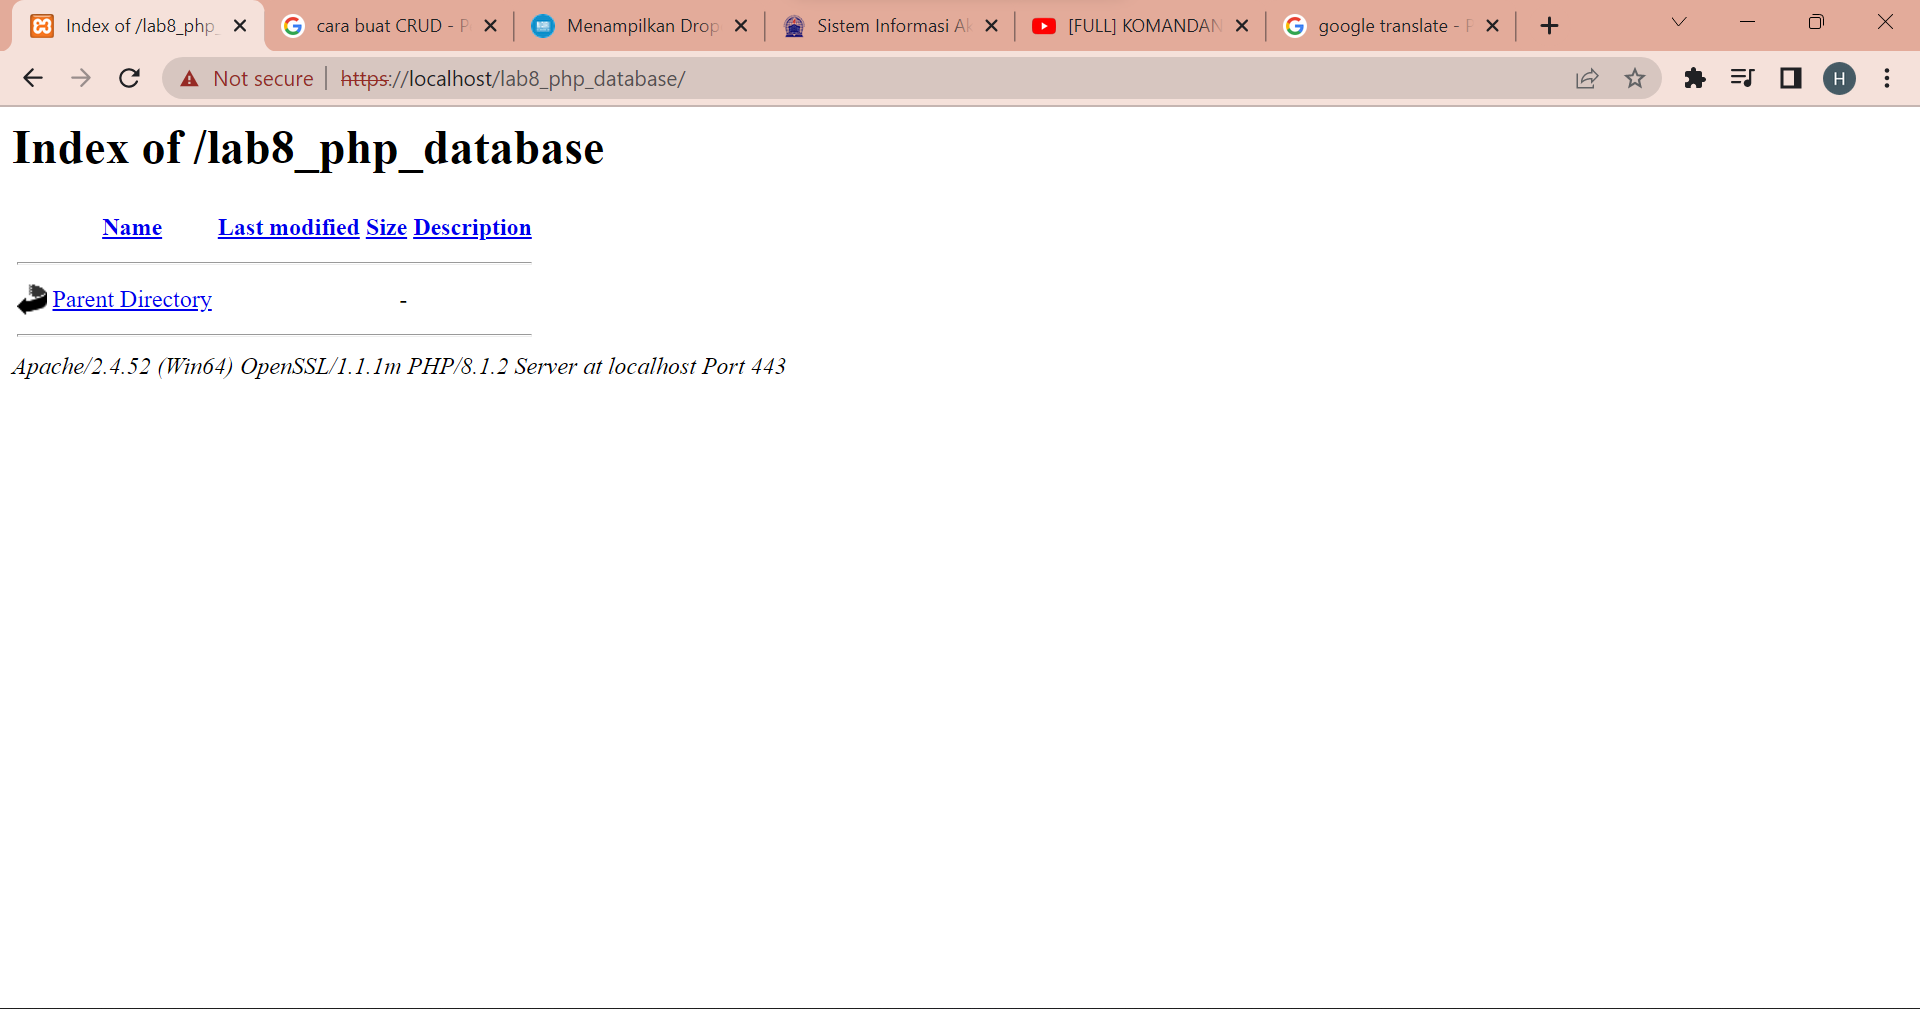 Index of /lab8_php_
cara buat CRUD - P
Menampilkan Drop
Sistem Informasi Ak
[FULL] KOMANDAN
google translate - P
Not secure
https://localhost/lab8_php_database/
H
Index of /lab8_php_database
Name Last modified Size Description
Parent Directory -
Apache/2.4.52 (Win64) OpenSSL/1.1.1m PHP/8.1.2 Server at localhost Port 443